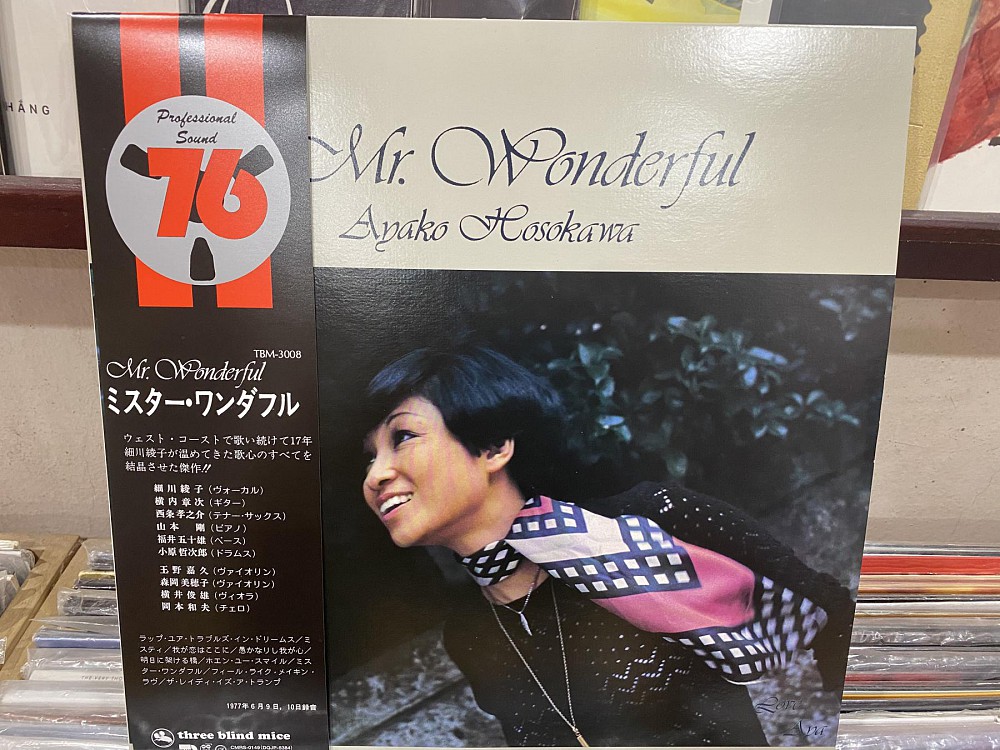 HÄNG
Professional
Sound
76
Mr. Wonderful
Ayako Hosokawa
TBM-3008
Mr. Wonderful
ミスター・ワンダフル
ウェスト・コーストで歌い続けて17年
細川綾子が温めてきた歌心のすべてを
結晶させた傑作!!
細川綾子(ヴォーカル)
横内章次(ギター)
西条孝之介(テナー・サックス)
山本 剛(ピアノ)
福井五十雄(ベース)
小原哲次郎(ドラムス)
玉野嘉久(ヴァイオリン)
森岡美穂子(ヴァイオリン)
横井俊雄(ヴィオラ)
岡本和夫(チェロ)
ラップ・ユア・トラブルズ・イン・ドリームス/ミ
スティ/我が恋はここに/愚かなりし我が心/
明日に架ける橋/ホエン・ユー・スマイル/ミス
ター・ワンダフル/フィール・ライク・メイキン・
ラヴ/ザ・レイディ・イズ・ア・トランプ
1977年6月9日,10日録音
three blind mice
CMRS-0149 (DQJP-5384)
Love
Aya